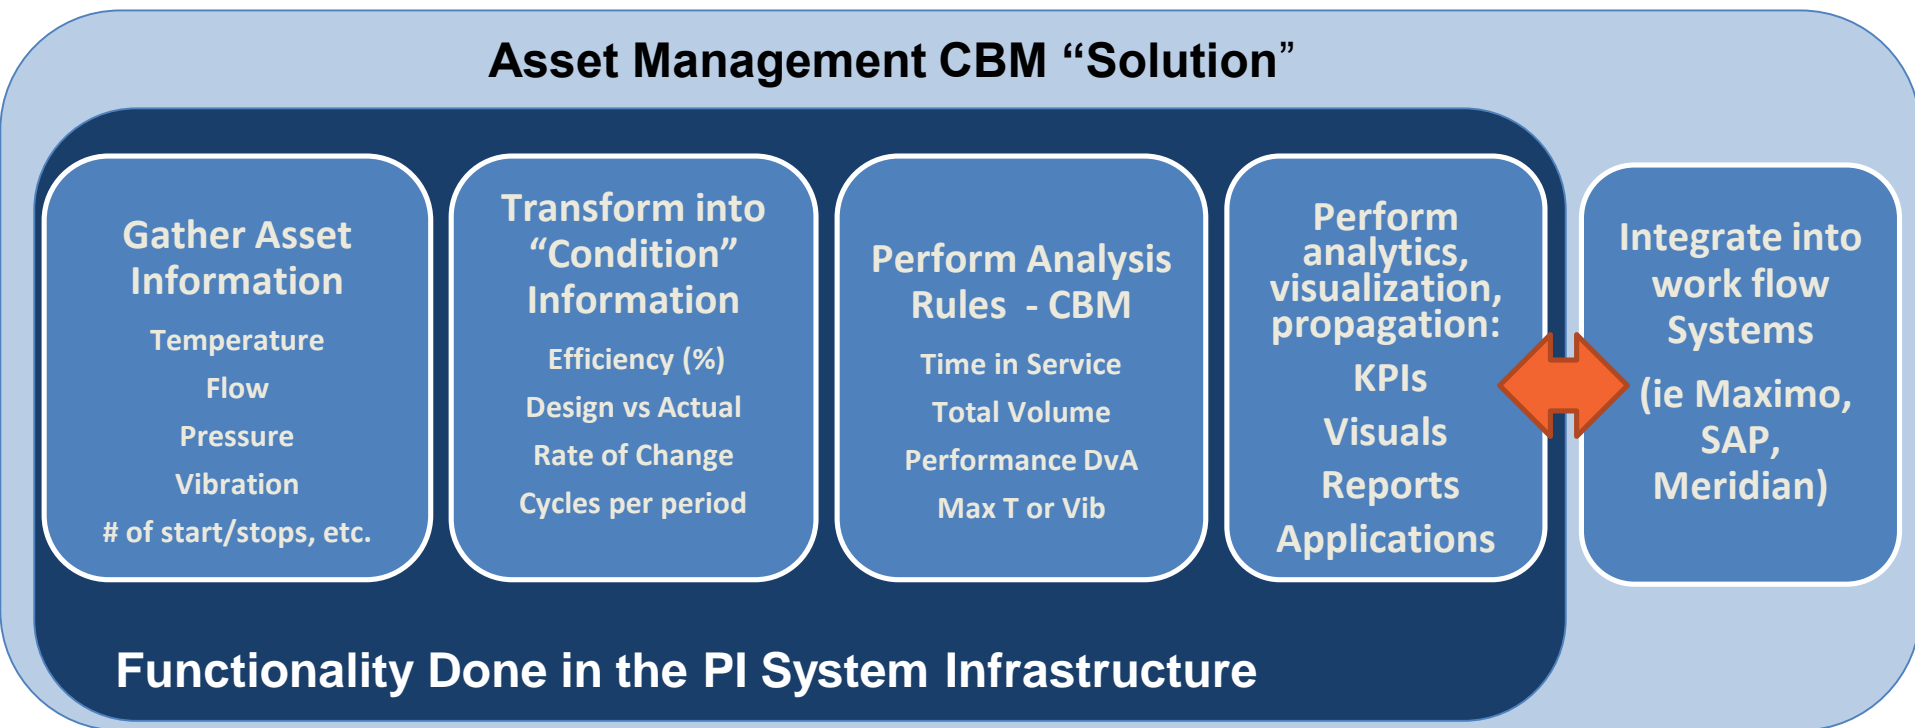 Asset Management CBM “Solution”
Gather Asset
Information
Temperature
Flow
Pressure
Vibration
# of start/stops, etc.
Transform into
“Condition”
Information
Efficiency (%)
Design vs Actual
Rate of Change
Cycles per period
Perform Analysis
Rules - CBM
Time in Service
Total Volume
Performance DvA
Max T or Vib
Perform
analytics,
visualization,
propagation:
KPIs
Visuals
Reports
Applications
Integrate into
work flow
Systems
(ie Maximo,
SAP,
Meridian)
Functionality Done in the PI System Infrastructure